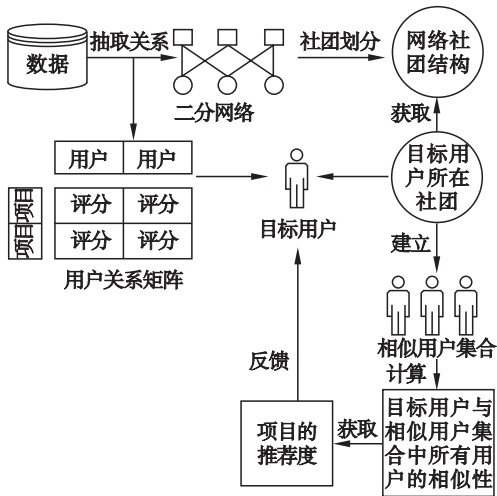 数据
抽取关系
二分网络
社团划分
网络社
团结构
获取
目标用
户所在
社团
用户 用户
项目 评分 评分
项目 评分 评分
用户关系矩阵
目标用户
建立
相似用户集合
计算
目标用户与
相似用户集
合中所有用
户的相似性
获取
项目的
推荐度
反馈